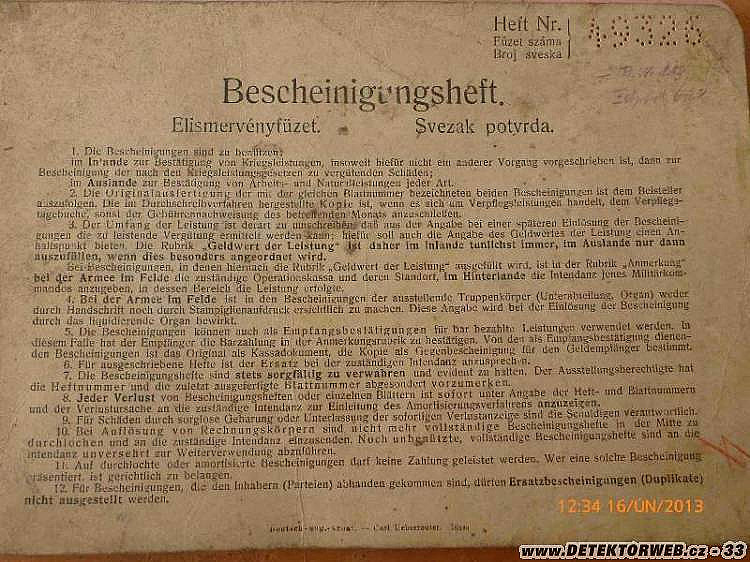 Heft Nr.
Füzet száma
Broj sveska
49326
Bescheinigungsheft.
Elismervényfüzet. Svezak potvrda.
1. Die Bescheinigungen sind zu benützen:
im Inlande zur Bestätigung von Kriegsleistungen, insoweit hiefür nicht ein anderer Vorgang vorgeschrieben ist, dann zur
Bescheinigung der nach den Kriegsleistungsgesetzen zu vergütenden Schäden;
im Auslande zur Bestätigung von Arbeits- und Naturalleistungen jeder Art.
2. Die Originalausfertigung der mit der gleichen Blattnummer bezeichneten beiden Bescheinigungen ist dem Beisteller
auszufolgen. Die im Durchschreibverfahren hergestellte Kopie ist, wenn es sich um Verpflegsleistungen handelt, dem Verpflegs-
tagebuche, sonst der Gebührennachweisung des betreffenden Monats anzuschließen.
3. Der Umfang der Leistung ist derart zu umschreiben, daß aus der Angabe bei einer späteren Einlösung der Bescheini-
gungen die zu leistende Vergütung ermittelt werden kann; hiefür soll auch die Angabe des Geldwertes der Leistung einen An-
haltspunkt bieten. Die Rubrik „Geldwert der Leistung“ ist daher im Inlande tunlichst immer, im Auslande nur dann
auszufüllen, wenn dies besonders angeordnet wird.
Bei Bescheinigungen, in denen hiernach die Rubrik „Geldwert der Leistung“ ausgefüllt wird, ist in der Rubrik „Anmerkung“
bei der Armee im Felde die zuständige Operationskassa und deren Standort, im Hinterlande die Intendanz jenes Militärkom-
mandos anzugeben, in dessen Bereich die Leistung erfolgte.
4. Bei der Armee im Felde ist in den Bescheinigungen der ausstellende Truppenkörper (Unterabteilung, Organ) weder
durch Handschrift noch durch Stampiglienaufdruck ersichtlich zu machen. Diese Angabe wird bei der Einlösung der Bescheinigung
durch das liquidierende Organ bewirkt.
5. Die Bescheinigungen können auch als Empfangsbestätigungen für bar bezahlte Leistungen verwendet werden. In
diesem Falle hat der Empfänger die Barzahlung in der Anmerkungsrubrik zu bestätigen. Von den als Empfangsbestätigung dienen-
den Bescheinigungen ist das Original als Kassadokument, die Kopie als Gegenbescheinigung für den Geldempfänger bestimmt.
6. Für ausgeschriebene Hefte ist der Ersatz bei der zuständigen Intendanz anzusprechen.
7. Die Bescheinigungshefte sind stets sorgfältig zu verwahren und evident zu halten. Der Ausstellungsberechtigte hat
die Heftnummer und die zuletzt ausgefertigte Blattnummer abgesondert vorzumerken.
8. Jeder Verlust von Bescheinigungsheften oder einzelnen Blättern ist sofort unter Angabe der Heft- und Blattnummern
und der Verlustursache an die zuständige Intendanz zur Einleitung des Amortisierungsverfahrens anzuzeigen.
9. Für Schäden durch sorglose Gebarung oder Unterlassung der sofortigen Verlustanzeige sind die Schuldigen verantwortlich.
10. Bei Auflösung von Rechnungskörpern sind nicht mehr vollständige Bescheinigungshefte in der Mitte zu
durchlochen und an die zuständige Intendanz einzusenden. Noch unbenützte, vollständige Bescheinigungshefte sind an die
Intendanz unversehrt zur Weiterverwendung abzuführen.
11. Auf durchlochte oder amortisierte Bescheinigungen darf keine Zahlung geleistet werden. Wer eine solche Bescheinigung
präsentiert, ist gerichtlich zu belangen.
12. Für Bescheinigungen, die den Inhabern (Parteien) abhanden gekommen sind, dürfen Ersatzbescheinigungen (Duplikate)
nicht ausgestellt werden.
Deutsch-ung.-kroat. — Carl Ueberreuter.
12:34 16/ÚN/2013
www.DETEKTORWEB.cz - 33